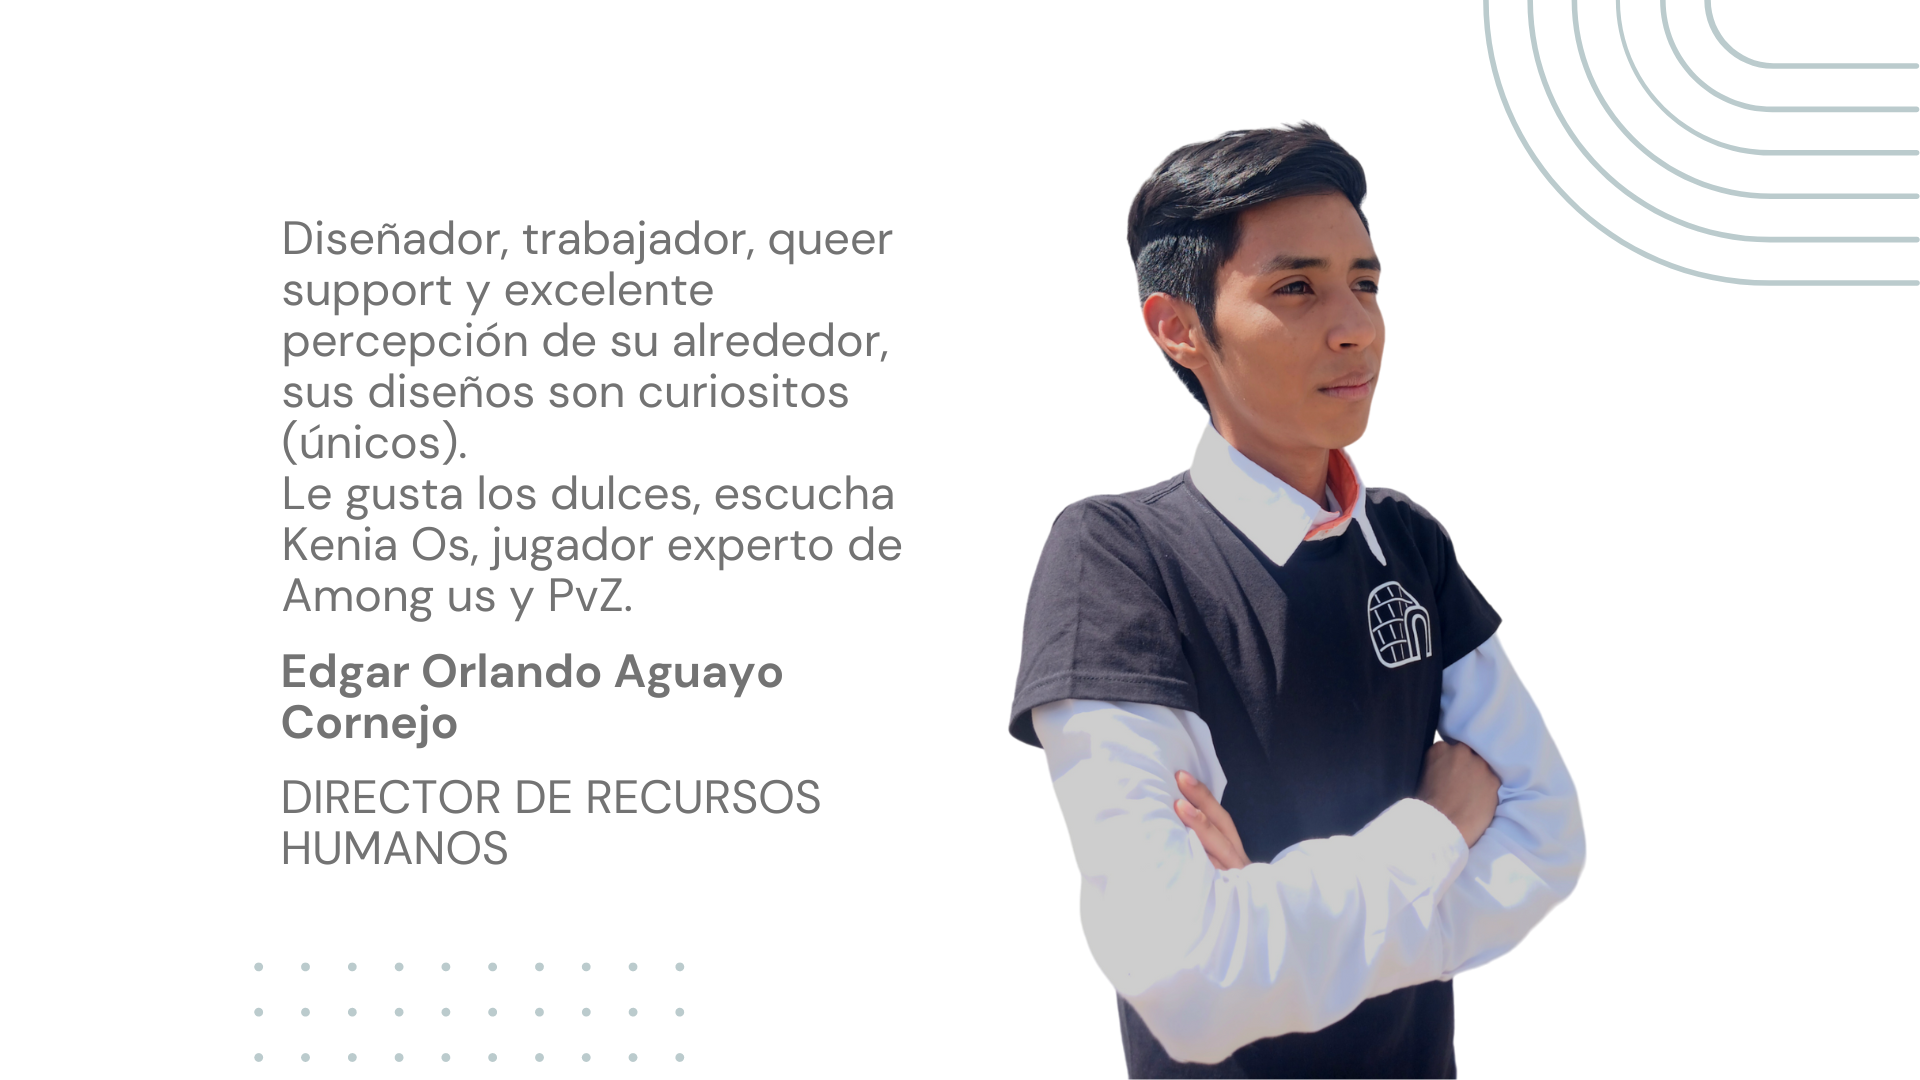 Diseñador, trabajador, queer
support y excelente
percepción de su alrededor,
sus diseños son curiositos
(únicos).
Le gusta los dulces, escucha
Kenia Os, jugador experto de
Among us y PvZ.
Edgar Orlando Aguayo
Cornejo
DIRECTOR DE RECURSOS
HUMANOS